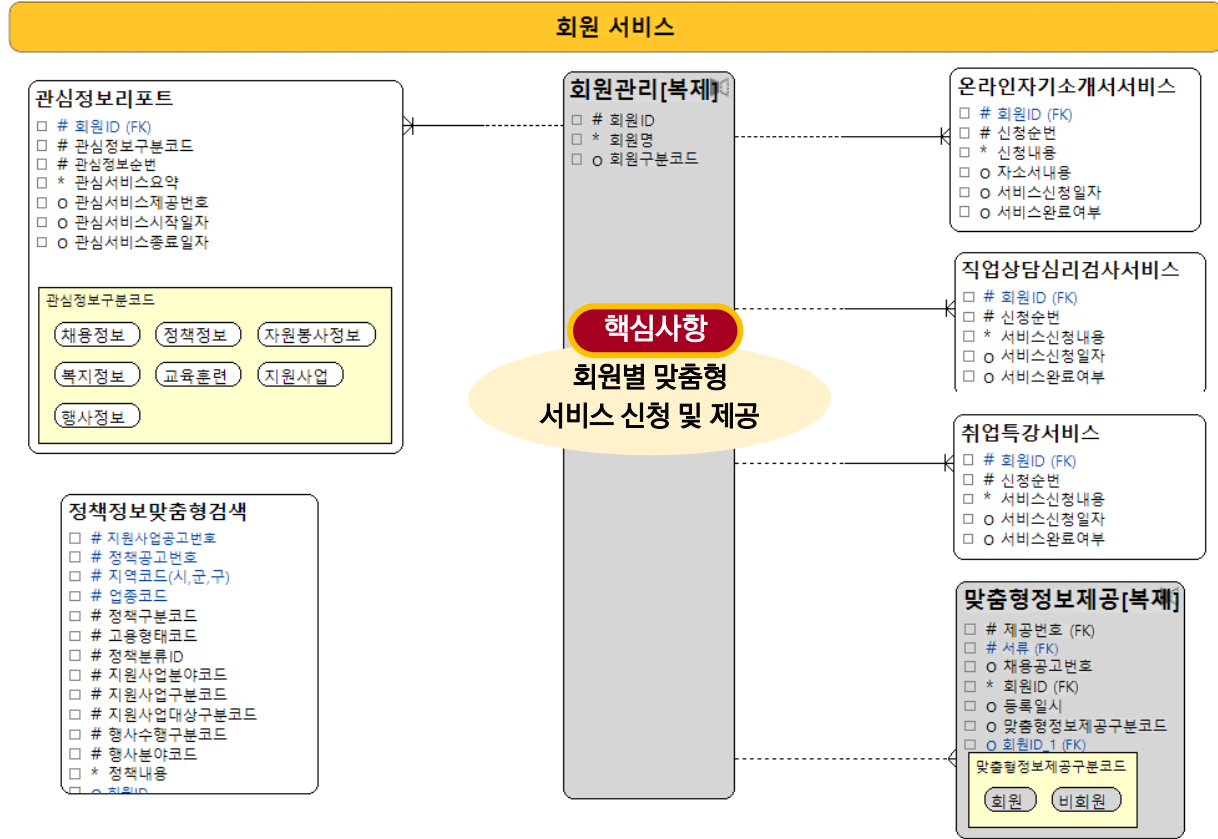 회원 서비스
관심정보리포트
# 회원ID (FK)
# 관심정보구분코드
# 관심정보순번
* 관심서비스요약
o 관심서비스제공번호
o 관심서비스시작일자
o 관심서비스종료일자
관심정보구분코드
채용정보 정책정보 자원봉사정보
복지정보 교육훈련 지원사업
행사정보
정책정보맞춤형검색
# 지원사업공고번호
# 정책공고번호
# 지역코드(시,군,구)
# 업종코드
# 정책구분코드
# 고용형태코드
# 정책분류ID
# 지원사업분야코드
# 지원사업구분코드
# 지원사업대상구분코드
# 행사수행구분코드
# 행사분야코드
* 정책내용
o 회원ID
회원관리[복제]
# 회원ID
* 회원명
o 회원구분코드
핵심사항
회원별 맞춤형
서비스 신청 및 제공
온라인자기소개서서비스
# 회원ID (FK)
# 신청순번
* 신청내용
o 자소서내용
o 서비스신청일자
o 서비스완료여부
직업상담심리검사서비스
# 회원ID (FK)
# 신청순번
* 서비스신청내용
o 서비스신청일자
o 서비스완료여부
취업특강서비스
# 회원ID (FK)
# 신청순번
* 서비스신청내용
o 서비스신청일자
o 서비스완료여부
맞춤형정보제공[복제]
# 제공번호 (FK)
# 서류 (FK)
o 채용공고번호
* 회원ID (FK)
o 등록일시
o 맞춤형정보제공구분코드
o 회원ID_1 (FK)
맞춤형정보제공구분코드
회원 비회원